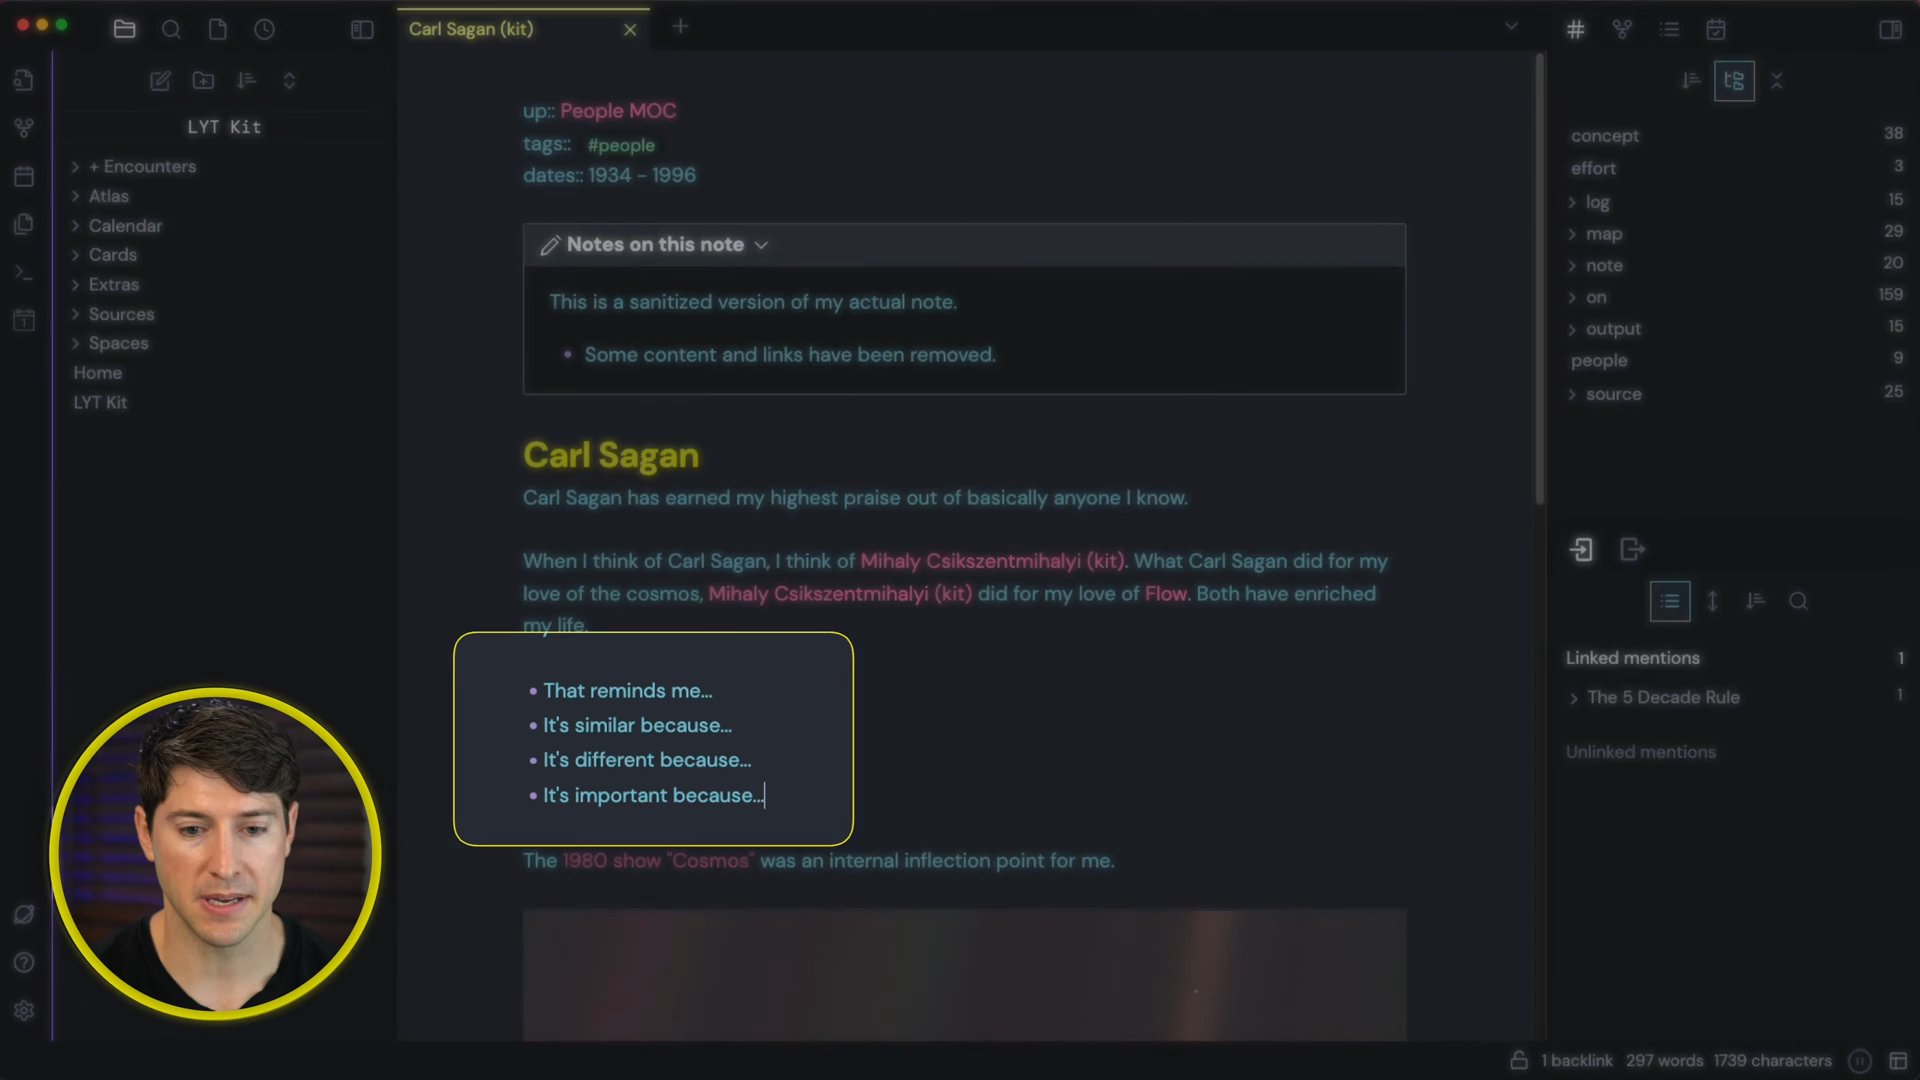 Carl Sagan (kit)
LYT Kit
+ Encounters
Atlas
Calendar
Cards
Extras
Sources
Spaces
Home
LYT Kit
1
up:: People MOC
tags:: #people
dates:: 1934 - 1996
Notes on this note
This is a sanitized version of my actual note.
• Some content and links have been removed.
Carl Sagan
Carl Sagan has earned my highest praise out of basically anyone I know.
When I think of Carl Sagan, I think of Mihaly Csikszentmihalyi (kit). What Carl Sagan did for my
love of the cosmos, Mihaly Csikszentmihalyi (kit) did for my love of Flow. Both have enriched
my life.
• That reminds me...
• It's similar because...
• It's different because...
• It's important because...
The 1980 show "Cosmos" was an internal inflection point for me.
concept 38
effort 3
log 15
map 29
note 20
on 159
output 15
people 9
source 25
Linked mentions 1
The 5 Decade Rule 1
Unlinked mentions
1 backlink 297 words 1739 characters